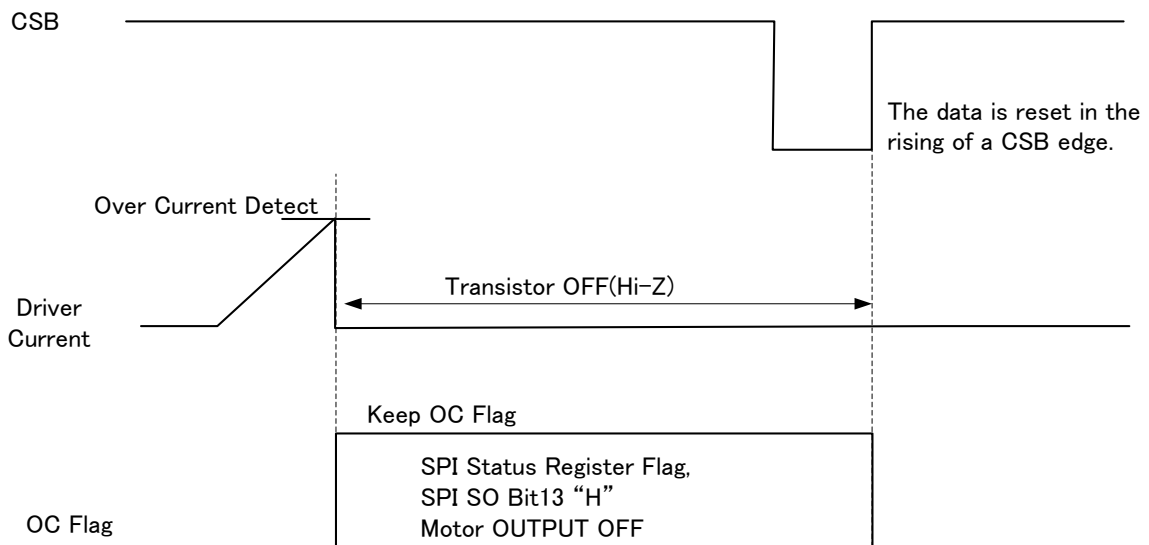 CSB
The data is reset in the
rising of a CSB edge.
Over Current Detect
Transistor OFF(Hi-Z)
Driver
Current
Keep OC Flag
SPI Status Register Flag,
SPI SO Bit13 “H”
OC Flag
Motor OUTPUT OFF